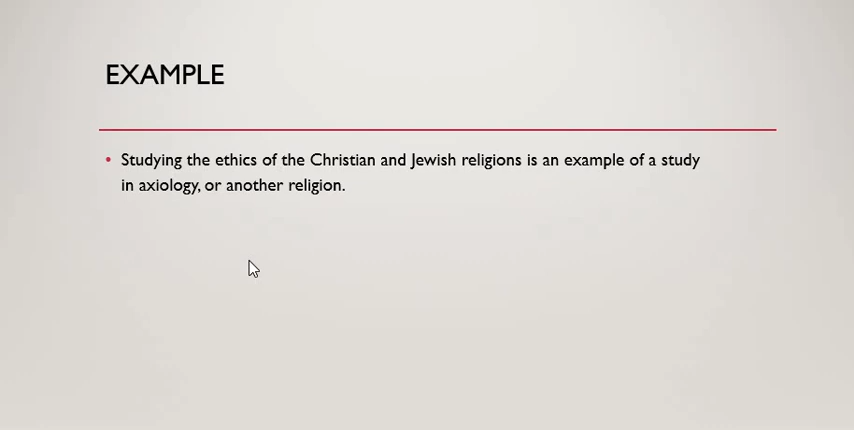 EXAMPLE
• Studying the ethics of the Christian and Jewish religions is an example of a study
in axiology, or another religion.